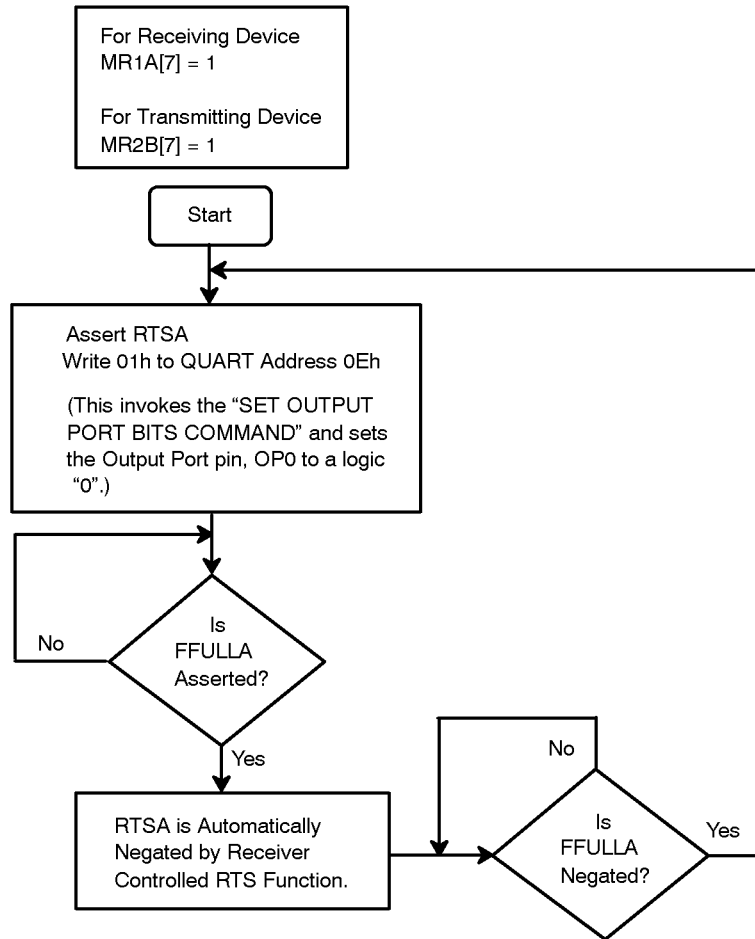 For Receiving Device
MR1A[7] = 1
For Transmitting Device
MR2B[7] = 1
Start
Assert RTSA
Write 01h to QUART Address 0Eh
(This invokes the “SET OUTPUT
PORT BITS COMMAND” and sets
the Output Port pin, OP0 to a logic
“0”.)
Is
FFULLA
Asserted?
No
Yes
RTSA is Automatically
Negated by Receiver
Controlled RTS Function.
No
Is
FFULLA
Negated?
Yes